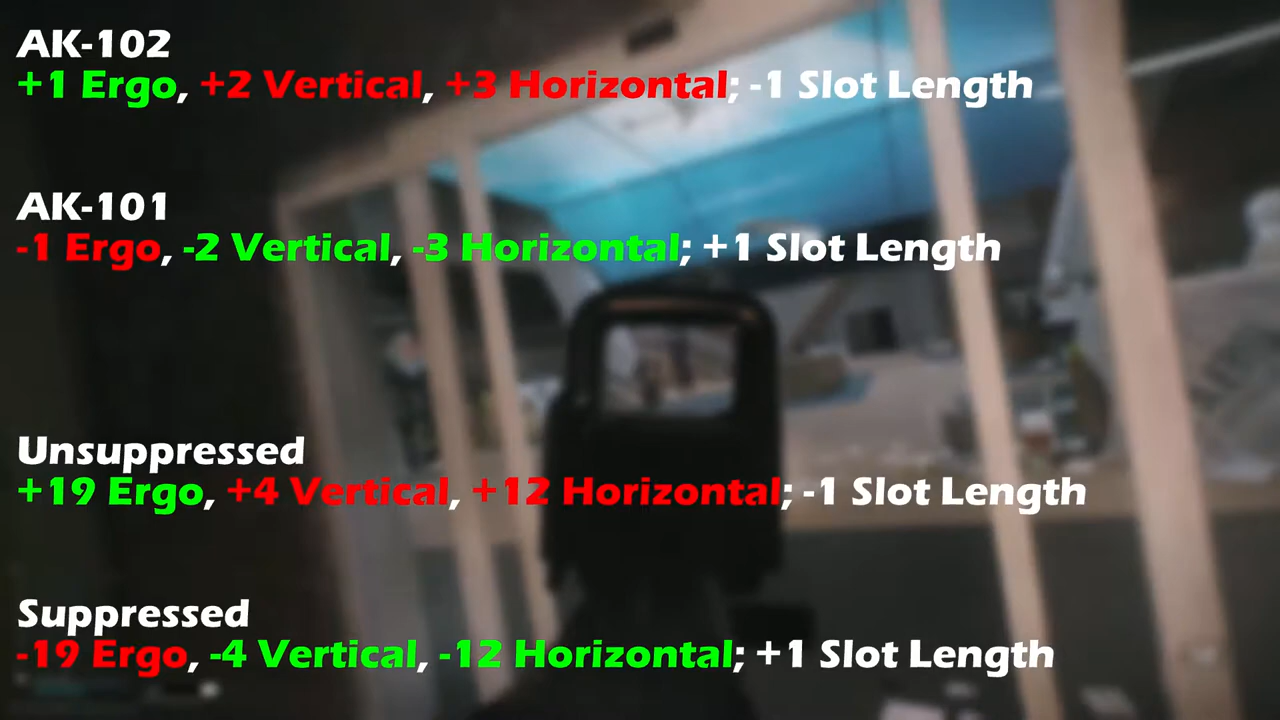 AK-102
+1 Ergo, +2 Vertical, +3 Horizontal; -1 Slot Length
AK-101
-1 Ergo, -2 Vertical, -3 Horizontal; +1 Slot Length
Unsuppressed
+19 Ergo, +4 Vertical, +12 Horizontal; -1 Slot Length
Suppressed
-19 Ergo, -4 Vertical, -12 Horizontal; +1 Slot Length